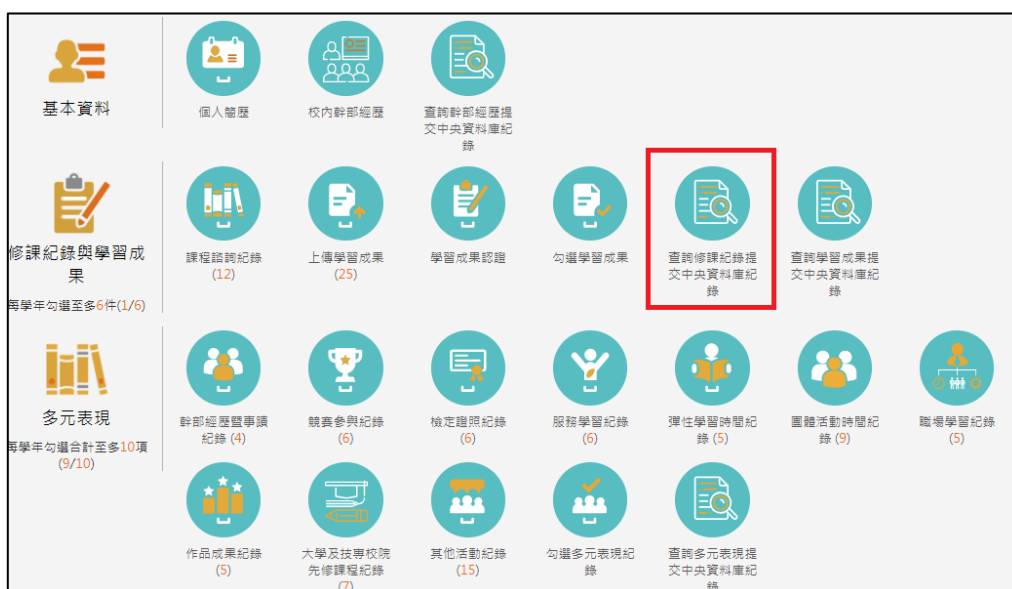 基本資料
個人簡歷
校內幹部經歷
查詢幹部經歷提
交中央資料庫紀
錄
修課紀錄與學習成
果
每學年勾選至多6件(1/6)
課程諮詢紀錄
(12)
上傳學習成果
(25)
學習成果認證
勾選學習成果
查詢修課紀錄提
交中央資料庫紀
錄
查詢學習成果提
交中央資料庫紀
錄
多元表現
每學年勾選合計至多10項
(9/10)
幹部經歷暨事蹟
紀錄 (4)
競賽參與紀錄
(6)
檢定證照紀錄
(6)
服務學習紀錄
(6)
彈性學習時間紀
錄 (5)
團體活動時間紀
錄 (9)
職場學習紀錄
(5)
作品成果紀錄
(5)
大學及技專校院
先修課程紀錄
(7)
其他活動紀錄
(15)
勾選多元表現紀
錄
查詢多元表現提
交中央資料庫紀
錄